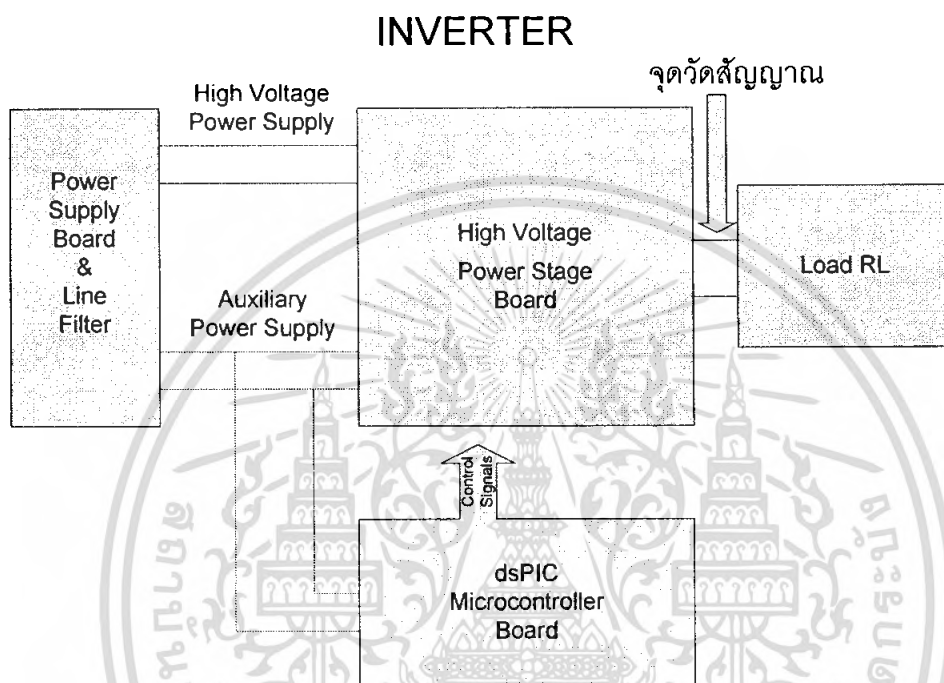 INVERTER
จุดวัดสัญญาณ
High Voltage
Power Supply
Power
Supply
Board
&
Line
Filter
High Voltage
Power Stage
Board
Load RL
Auxiliary
Power Supply
Control
Signals
dsPIC
Microcontroller
Board